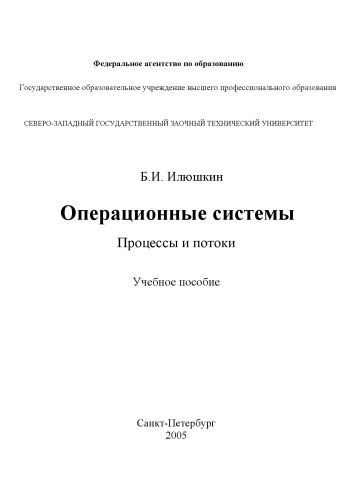 Федеральное агентство по образованию
Государственное образовательное учреждение высшего профессионального образования
СЕВЕРО-ЗАПАДНЫЙ ГОСУДАРСТВЕННЫЙ ЗАОЧНЫЙ ТЕХНИЧЕСКИЙ УНИВЕРСИТЕТ
Б.И. Илюшкин
Операционные системы
Процессы и потоки
Учебное пособие
Санкт-Петербург
2005